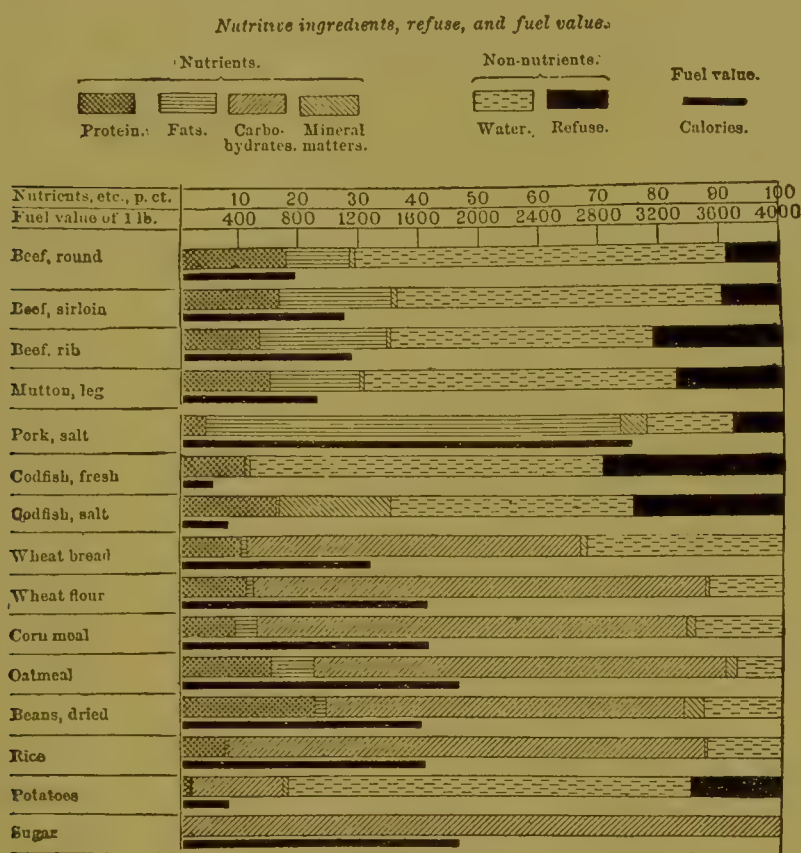 Nutritive ingredients, refuse, and fuel value.
Nutrients.
Non-nutrients.
Fuel value.
Protein. Fats. Carbo- Mineral
hydrates. matters.
Water. Refuse.
Calories.
Nutrients, etc., p. ct. 10 20 30 40 50 60 70 80 90 100
Fuel value of 1 lb. 400 800 1200 1600 2000 2400 2800 3200 3600 4000
Beef, round
Beef, sirloin
Beef, rib
Mutton, leg
Pork, salt
Codfish, fresh
Codfish, salt
Wheat bread
Wheat flour
Corn meal
Oatmeal
Beans, dried
Rice
Potatoes
Sugar